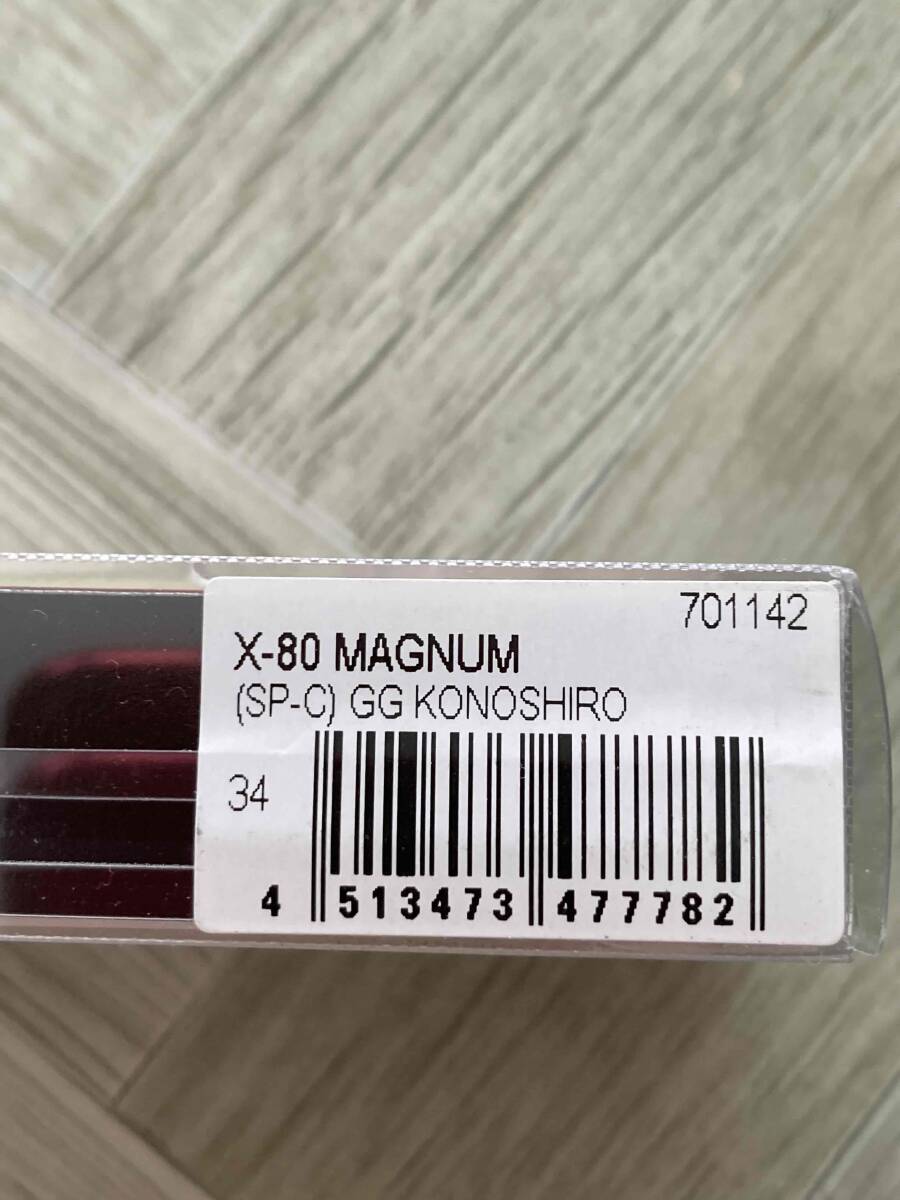 701142
X-80 MAGNUM
(SP-C) GG KONOSHIRO
34
4 513473 477782